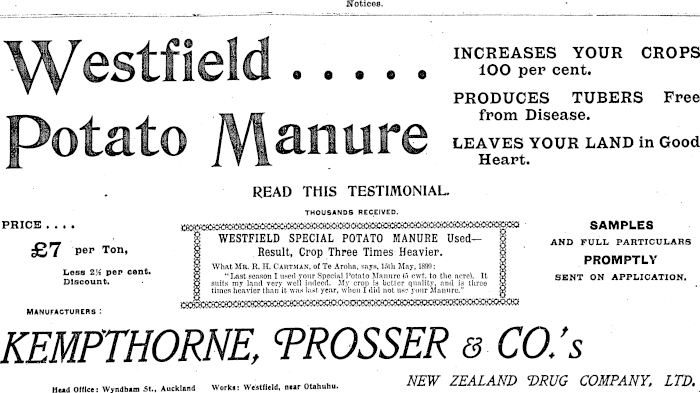 Notices.
Westfield . . . . .
Potato Manure
INCREASES YOUR CROPS
100 per cent.
PRODUCES TUBERS Free
from Disease.
LEAVES YOUR LAND in Good
Heart.
READ THIS TESTIMONIAL.
THOUSANDS RECEIVED.
PRICE . . . .
£7 per Ton,
Less 2½ per cent.
Discount.
WESTFIELD SPECIAL POTATO MANURE Used—
Result, Crop Three Times Heavier.
What MR. R. H. CARTMAN, of Te Aroha, says, 15th May, 1899:
"Last season I used your Special Potato Manure (5 cwt. to the acre). It
suits my land very well indeed. My crop is better quality, and is three
times heavier than it was last year, when I did not use your Manure."
SAMPLES
AND FULL PARTICULARS
PROMPTLY
SENT ON APPLICATION.
MANUFACTURERS :
KEMPTHORNE, PROSSER & CO.'s
NEW ZEALAND DRUG COMPANY, LTD.
Head Office: Wyndham St., Auckland Works: Westfield, near Otahuhu.